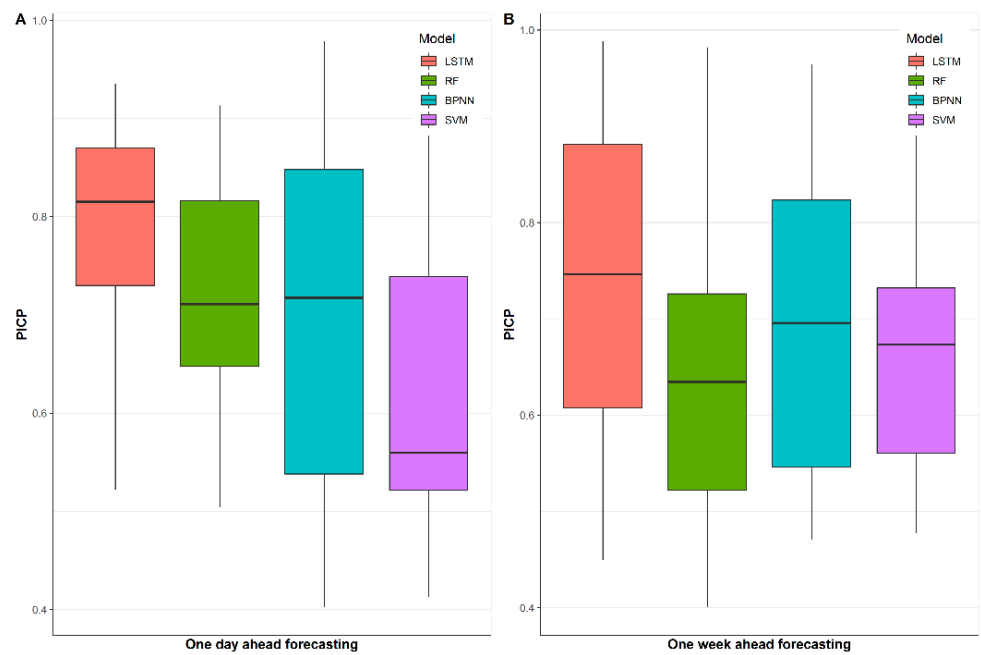 A
1.0
0.8
0.6
0.4
PICP
Model
LSTM
RF
BPNN
SVM
One day ahead forecasting
B
1.0
0.8
0.6
0.4
PICP
Model
LSTM
RF
BPNN
SVM
One week ahead forecasting